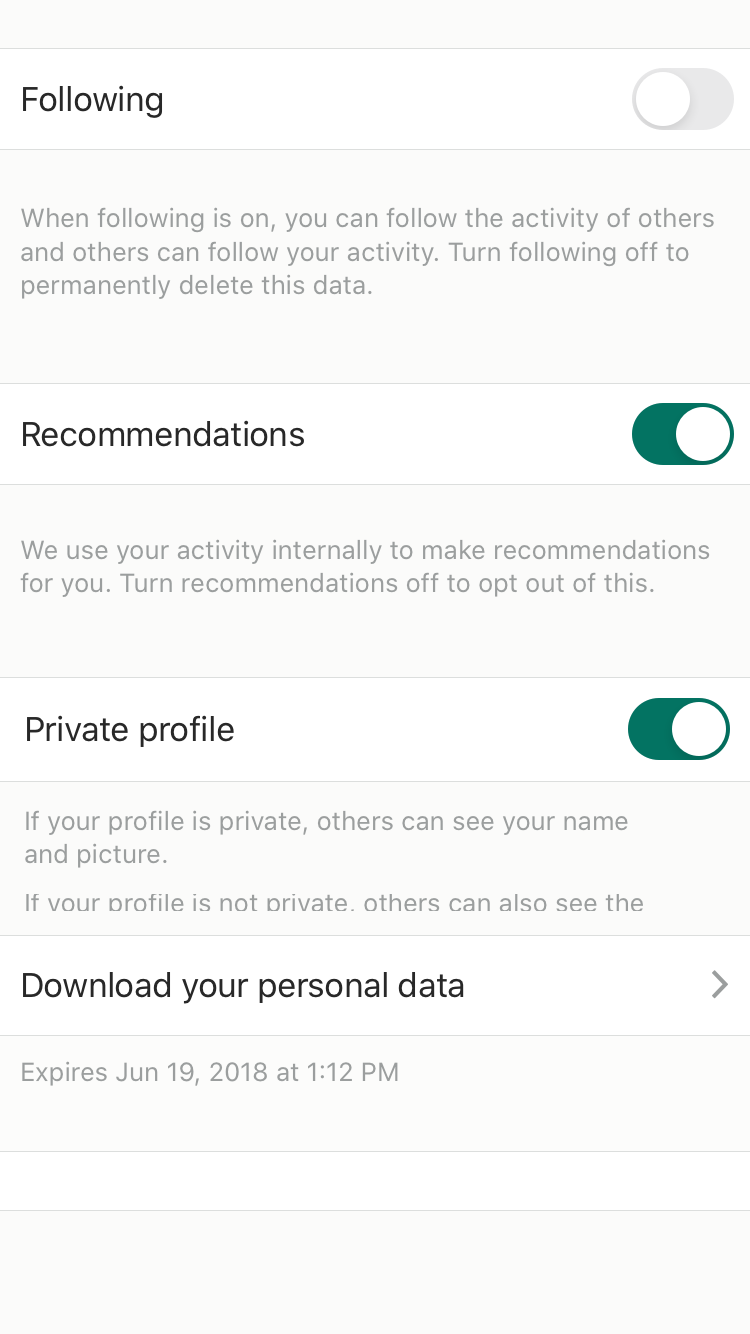 Following
When following is on, you can follow the activity of others
and others can follow your activity. Turn following off to
permanently delete this data.
Recommendations
We use your activity internally to make recommendations
for you. Turn recommendations off to opt out of this.
Private profile
If your profile is private, others can see your name
and picture.
If your profile is not private, others can also see the
Download your personal data
Expires Jun 19, 2018 at 1:12 PM